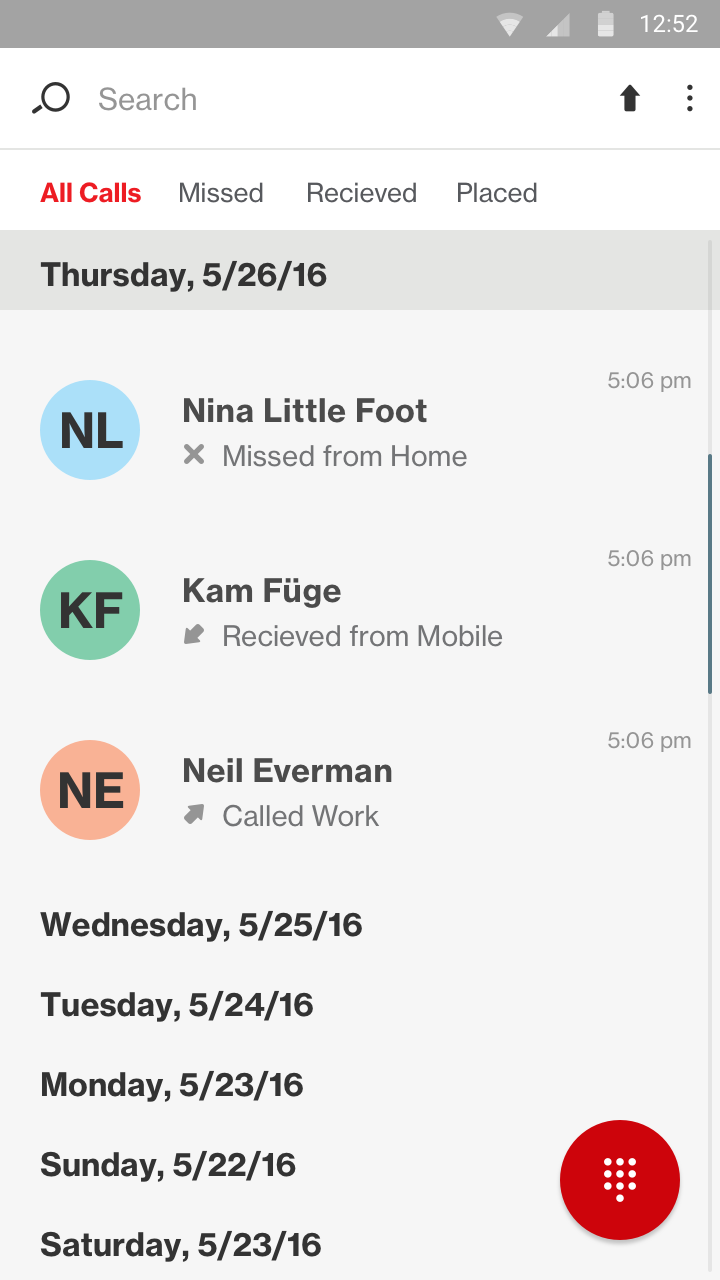 12:52
Search
All Calls Missed Recieved Placed
Thursday, 5/26/16
5:06 pm
NL
Nina Little Foot
Missed from Home
5:06 pm
KF
Kam Füge
Recieved from Mobile
5:06 pm
NE
Neil Everman
Called Work
Wednesday, 5/25/16
Tuesday, 5/24/16
Monday, 5/23/16
Sunday, 5/22/16
Saturday, 5/23/16